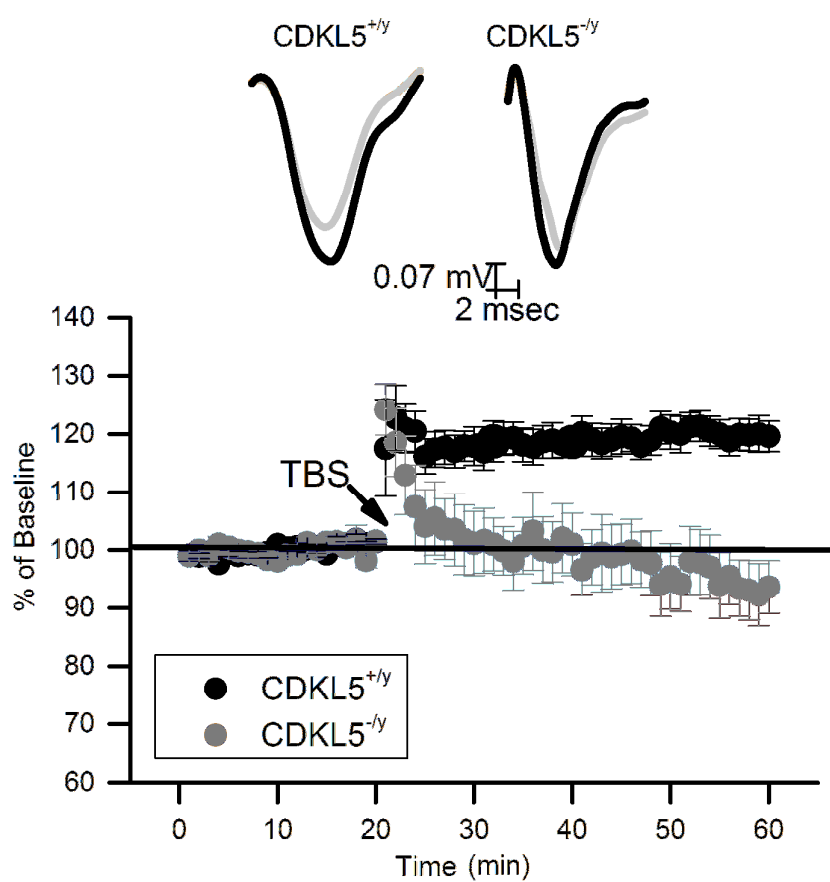 CDKL5+/y CDKL5-/y
0.07 mV
2 msec
140
130
120
110
100
90
80
70
60
% of Baseline
TBS
CDKL5+/y
CDKL5-/y
0 10 20 30 40 50 60
Time (min)